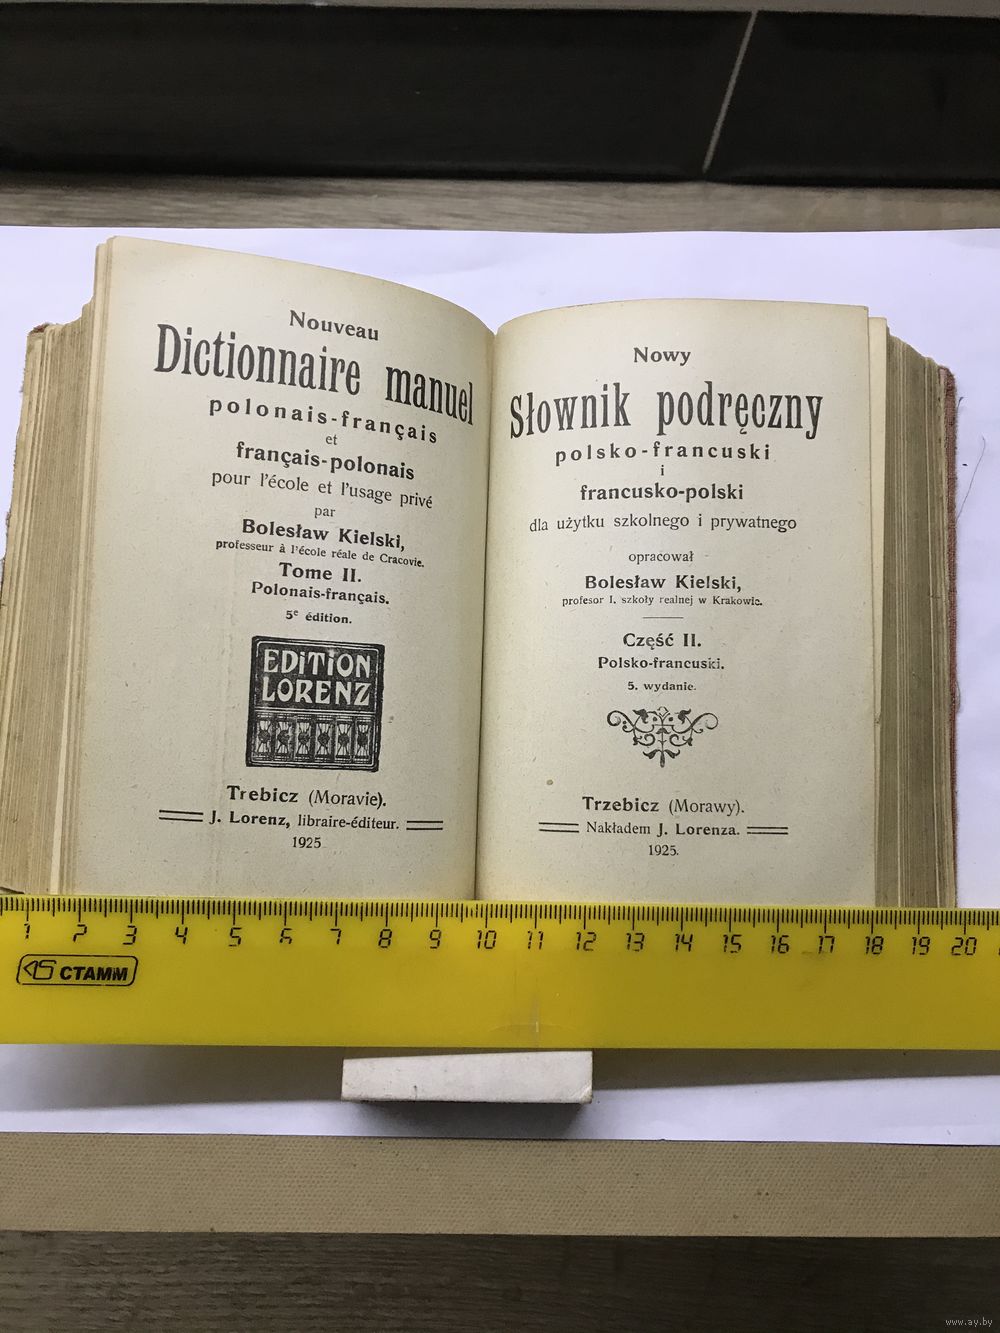 Nouveau
Dictionnaire manuel
polonais-français
et
français-polonais
pour l'école et l'usage privé
par
Bolesław Kielski,
professeur à l'école réale de Cracovie.
Tome II.
Polonais-français.
5e édition.
EDiTiON
LORENZ
Trebicz (Moravie).
J. Lorenz, libraire-éditeur.
1925
Nowy
Słownik podręczny
polsko-francuski
i
francusko-polski
dla użytku szkolnego i prywatnego
opracował
Bolesław Kielski,
profesor I. szkoły realnej w Krakowie.
Część II.
Polsko-francuski.
5. wydanie.
Trzebicz (Morawy).
Nakładem J. Lorenza.
1925.
1 2 3 4 5 6 7 8 9 10 11 12 13 14 15 16 17 18 19 20
СТАММ
www.ay.by